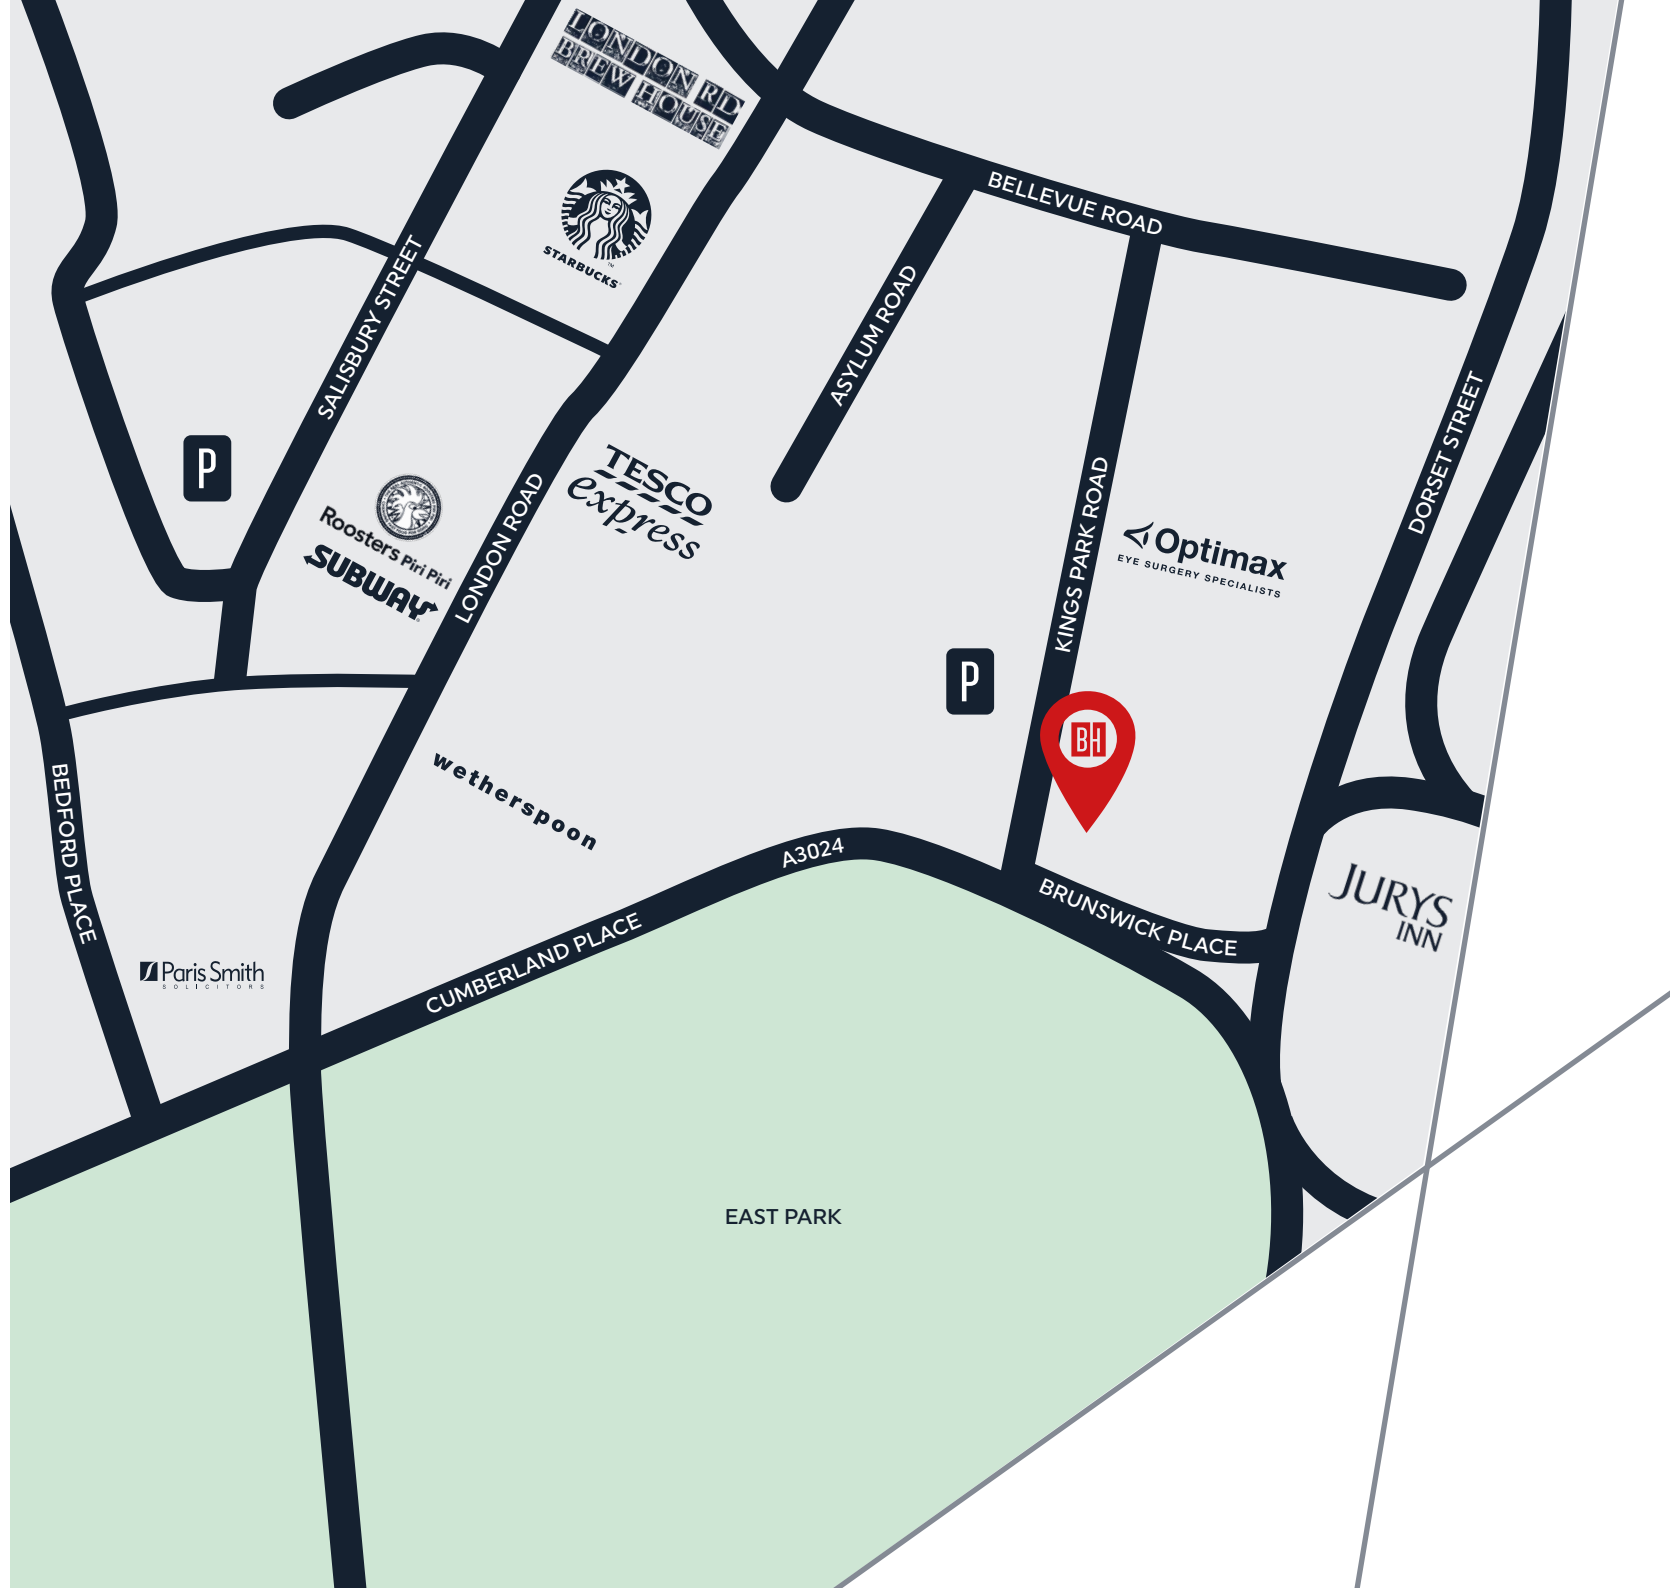 LONDON RD
BREW HOUSE
STARBUCKS™
BELLEVUE ROAD
SALISBURY STREET
ASYLUM ROAD
DORSET STREET
P
Roosters Piri Piri
SUBWAY
LONDON ROAD
TESCO
express
KINGS PARK ROAD
Optimax
EYE SURGERY SPECIALISTS
P
BH
wetherspoon
BEDFORD PLACE
A3024
BRUNSWICK PLACE
JURYS
INN
CUMBERLAND PLACE
Paris Smith
SOLICITORS
EAST PARK